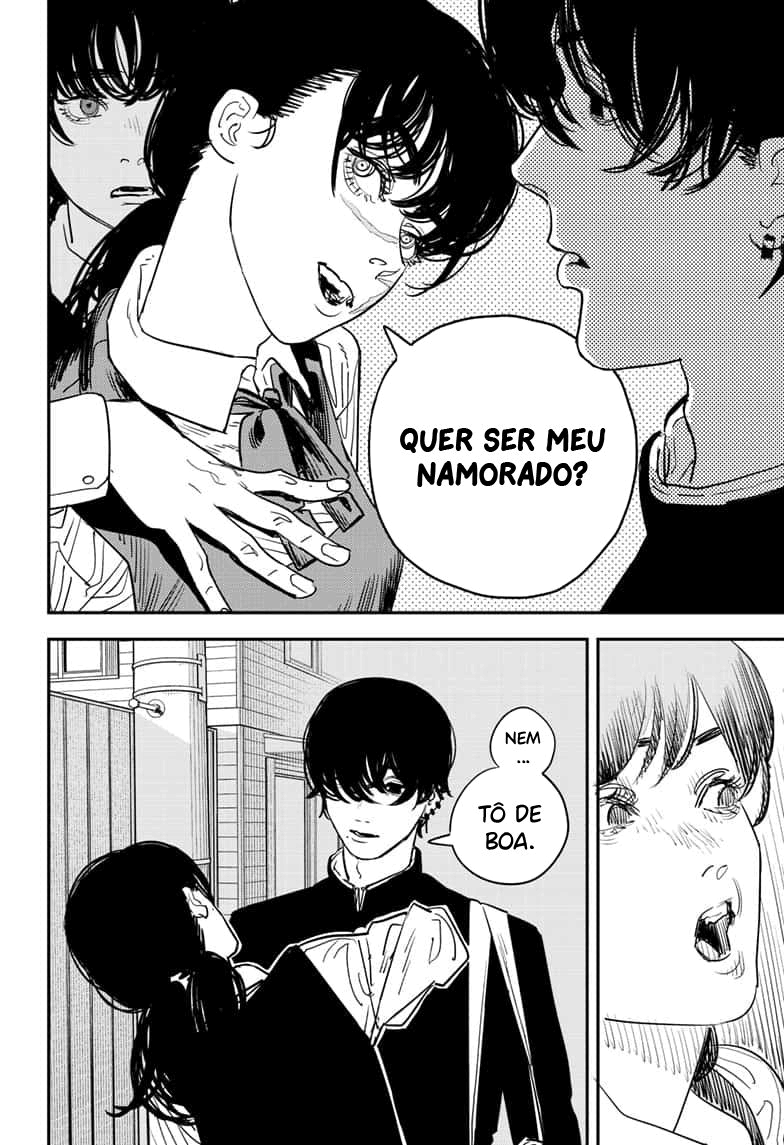 QUER SER MEU
NAMORADO?
NEM
...
TÔ DE
BOA.